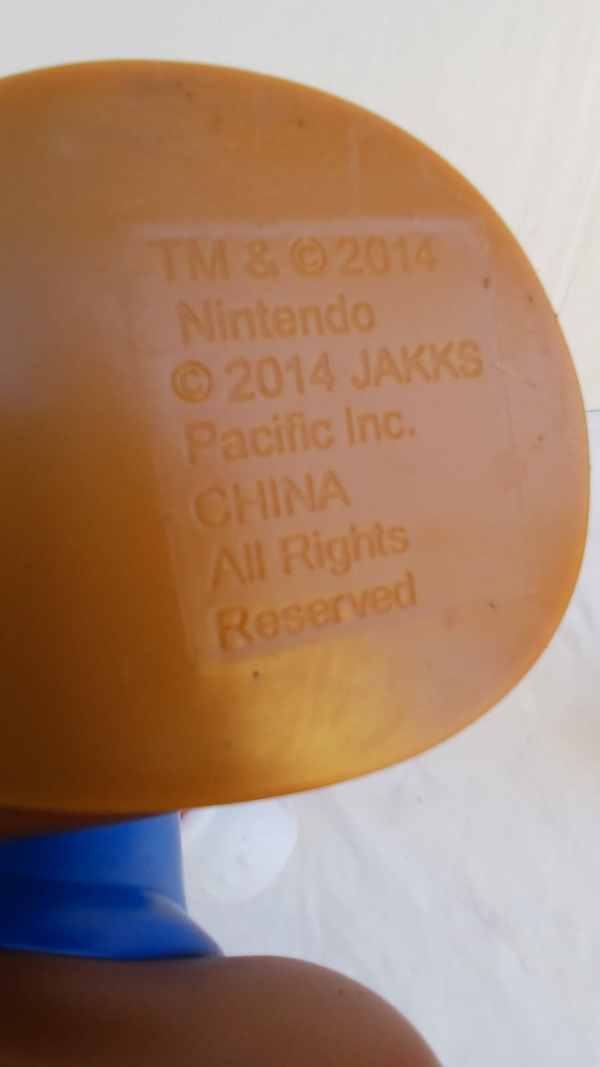 TM & © 2014
Nintendo
© 2014 JAKKS
Pacific Inc.
CHINA
All Rights
Reserved